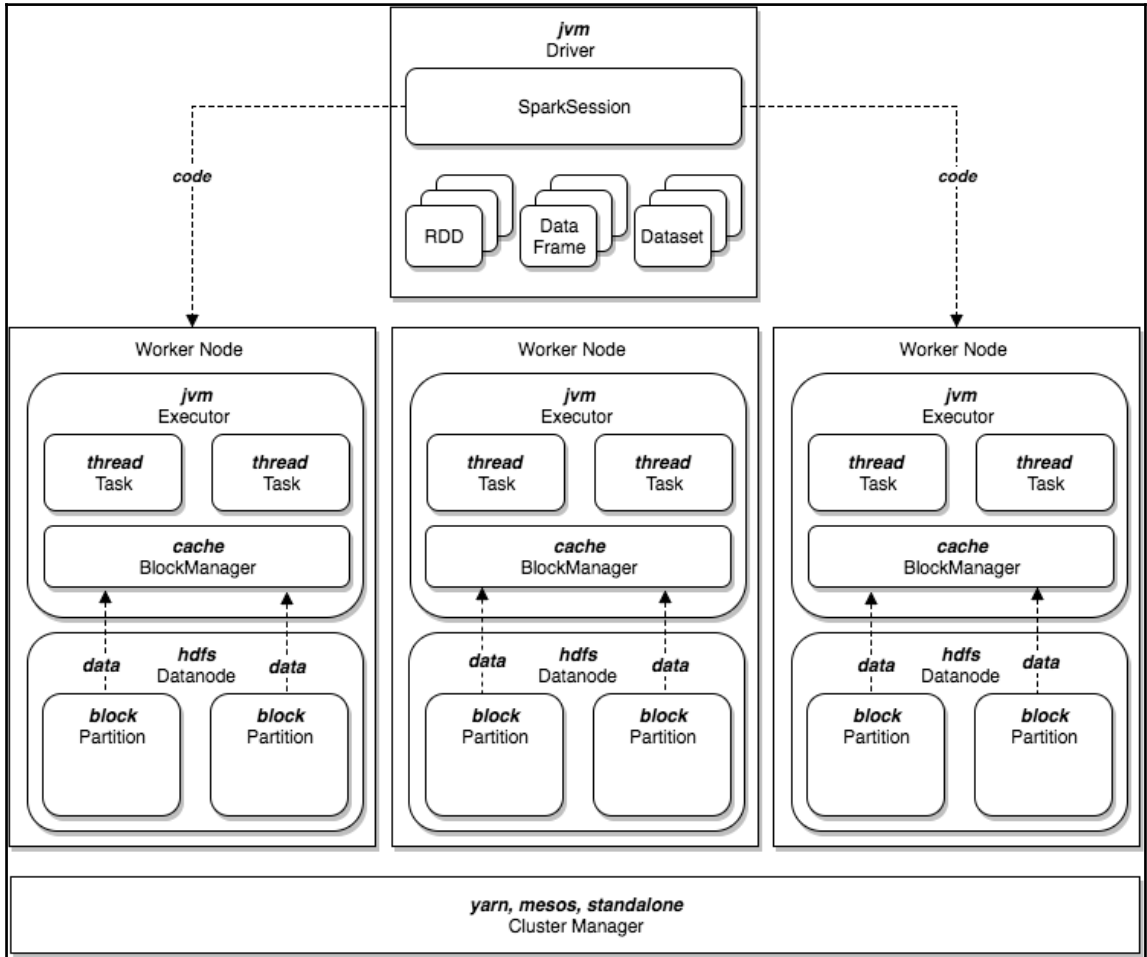 jvm
Driver
SparkSession
code
code
RDD
Data
Frame
Dataset
Worker Node
jvm
Executor
thread
Task
thread
Task
cache
BlockManager
data
hdfs
Datanode
data
block
Partition
block
Partition
Worker Node
jvm
Executor
thread
Task
thread
Task
cache
BlockManager
data
hdfs
Datanode
data
block
Partition
block
Partition
Worker Node
jvm
Executor
thread
Task
thread
Task
cache
BlockManager
data
hdfs
Datanode
data
block
Partition
block
Partition
yarn, mesos, standalone
Cluster Manager